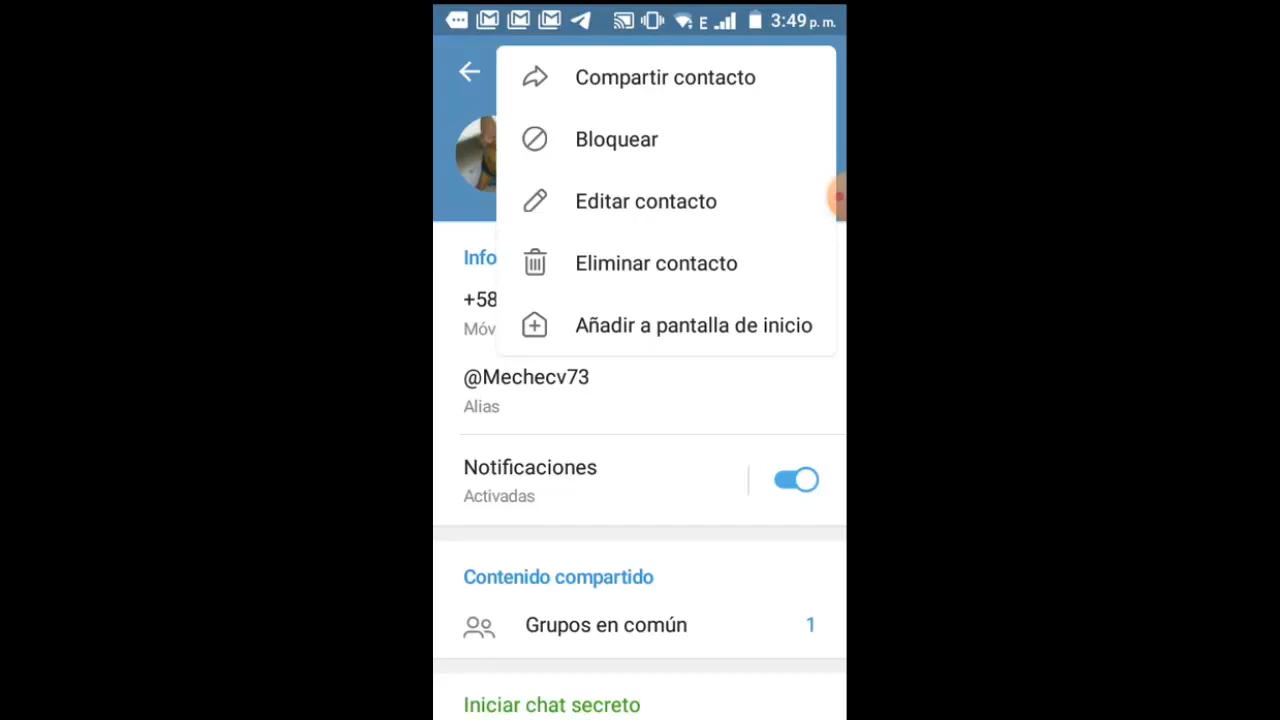 E 3:49 p. m.
Compartir contacto
Bloquear
Editar contacto
Eliminar contacto
Añadir a pantalla de inicio
Info
+58
Móv
@Mechecv73
Alias
Notificaciones
Activadas
Contenido compartido
Grupos en común 1
Iniciar chat secreto